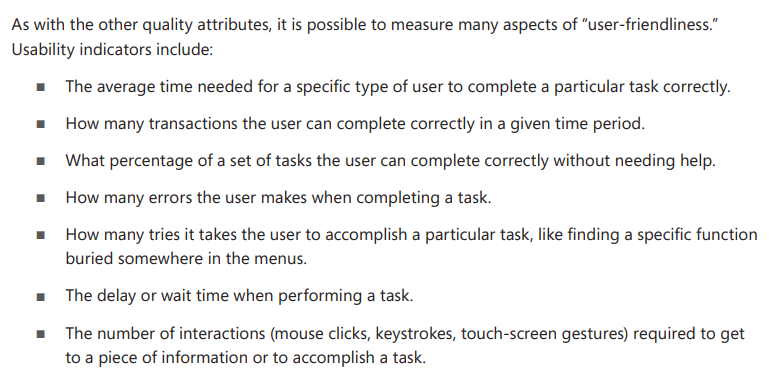 As with the other quality attributes, it is possible to measure many aspects of “user-friendliness.”
Usability indicators include:
■ The average time needed for a specific type of user to complete a particular task correctly.
■ How many transactions the user can complete correctly in a given time period.
■ What percentage of a set of tasks the user can complete correctly without needing help.
■ How many errors the user makes when completing a task.
■ How many tries it takes the user to accomplish a particular task, like finding a specific function
buried somewhere in the menus.
■ The delay or wait time when performing a task.
■ The number of interactions (mouse clicks, keystrokes, touch-screen gestures) required to get
to a piece of information or to accomplish a task.